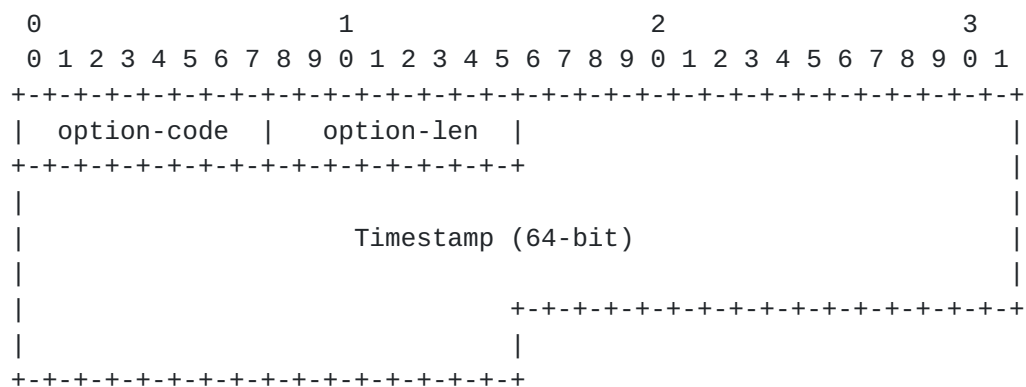 0                   1                   2                   3
 0 1 2 3 4 5 6 7 8 9 0 1 2 3 4 5 6 7 8 9 0 1 2 3 4 5 6 7 8 9 0 1
+-+-+-+-+-+-+-+-+-+-+-+-+-+-+-+-+-+-+-+-+-+-+-+-+-+-+-+-+-+-+-+-+
|  option-code  |   option-len  |                               |
+-+-+-+-+-+-+-+-+-+-+-+-+-+-+-+-+                               |
|                                                               |
|                     Timestamp (64-bit)                        |
|                                                               |
|                               +-+-+-+-+-+-+-+-+-+-+-+-+-+-+-+-+
|                               |
+-+-+-+-+-+-+-+-+-+-+-+-+-+-+-+-+